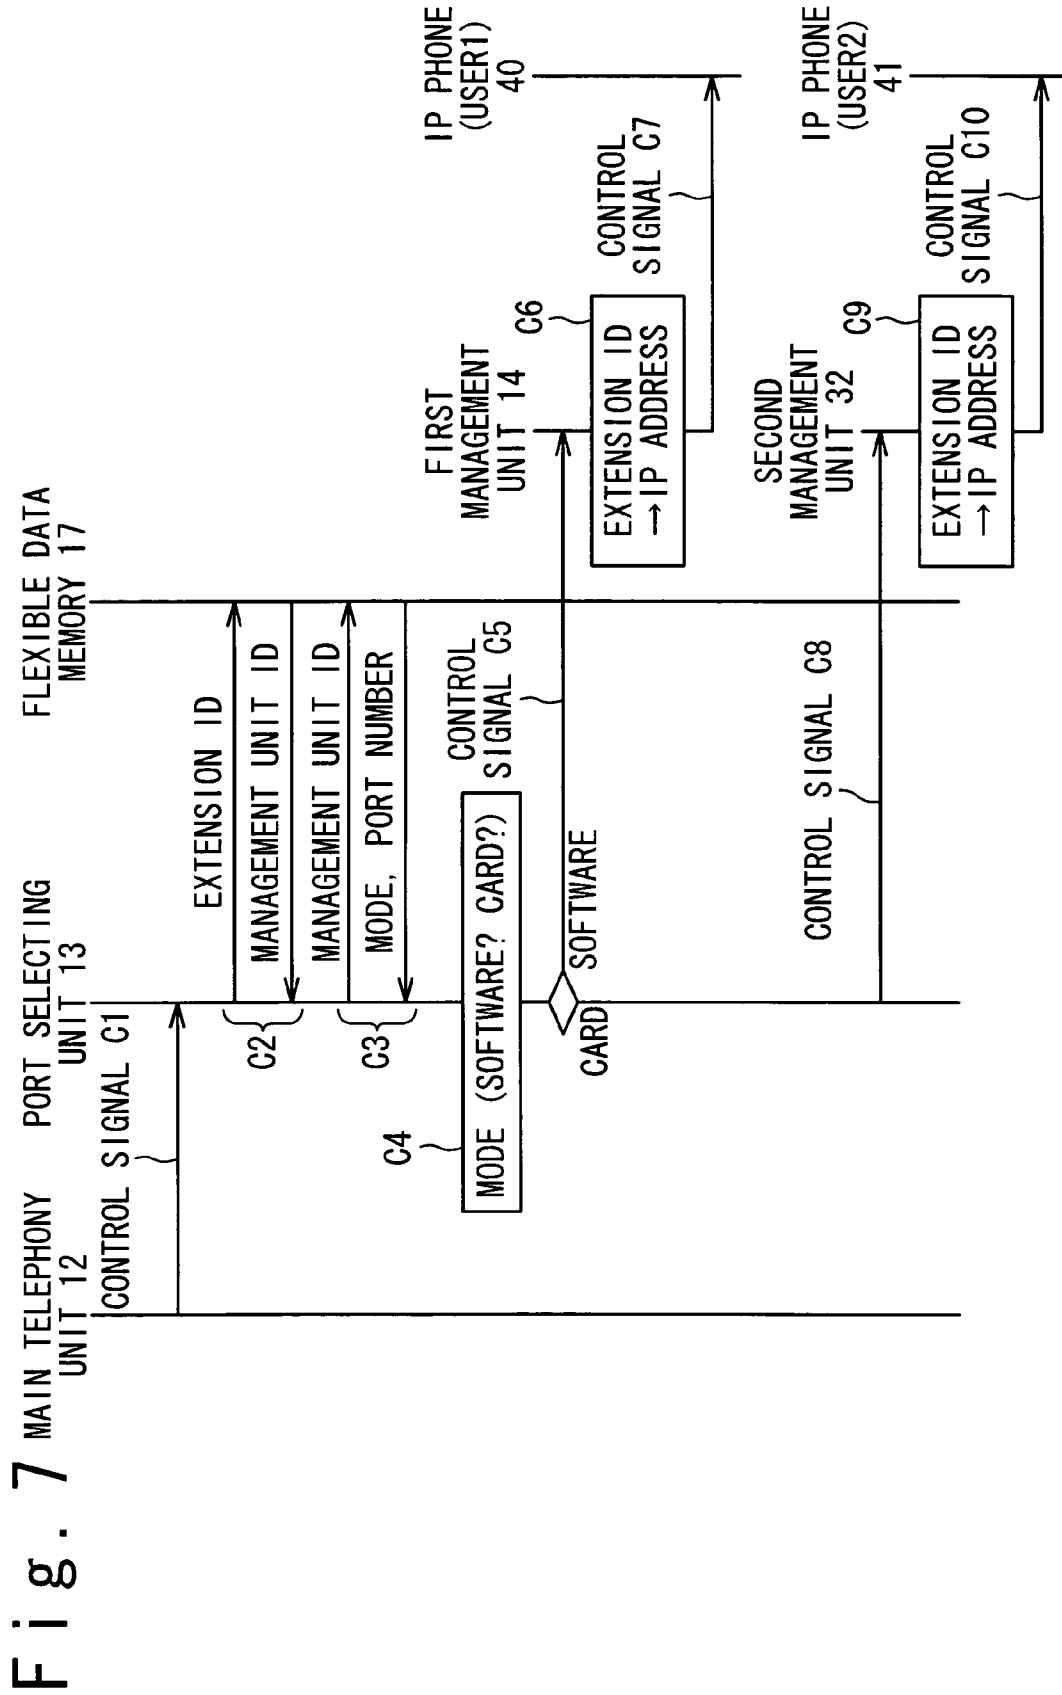 Fig. 7
MAIN TELEPHONY
UNIT 12
PORT SELECTING
UNIT 13
FLEXIBLE DATA
MEMORY 17
CONTROL SIGNAL C1
EXTENSION ID
MANAGEMENT UNIT ID
C2
MANAGEMENT UNIT ID
MODE, PORT NUMBER
C3
C4
MODE (SOFTWARE? CARD?)
CONTROL
SIGNAL C5
SOFTWARE
CARD
FIRST
MANAGEMENT
UNIT 14
IP PHONE
(USER1)
40
C6
EXTENSION ID
→IP ADDRESS
CONTROL
SIGNAL C7
CONTROL SIGNAL C8
SECOND
MANAGEMENT
UNIT 32
IP PHONE
(USER2)
41
C9
EXTENSION ID
→IP ADDRESS
CONTROL
SIGNAL C10